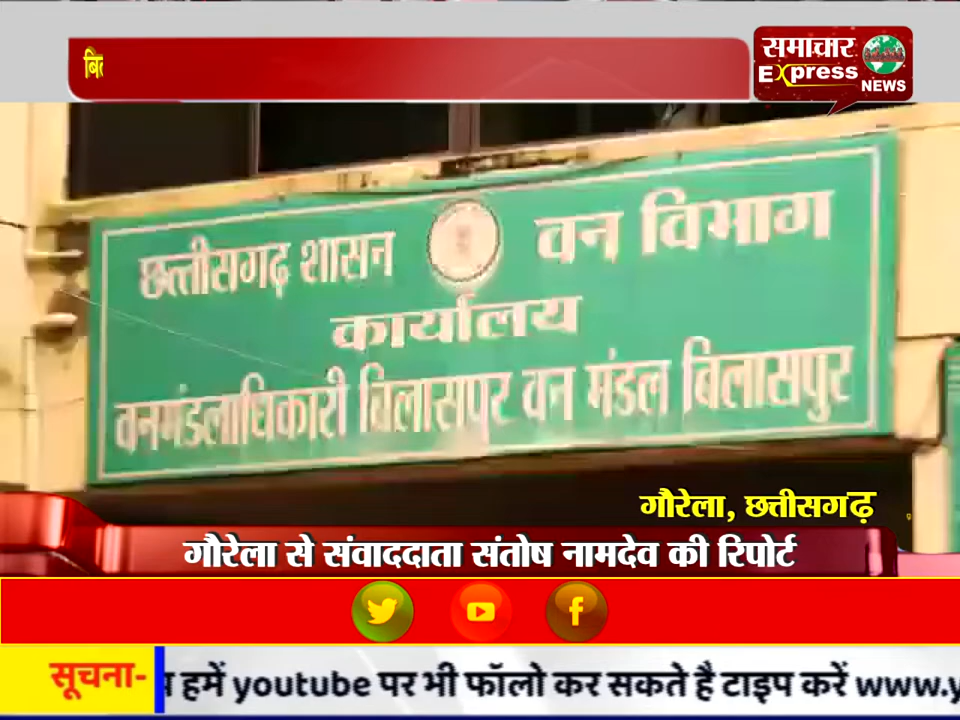 समाचार
Express
NEWS
छत्तीसगढ़ शासन वन विभाग
कार्यालय
वनमंडलाधिकारी बिलासपुर वन मंडल बिलासपुर
गौरेला, छत्तीसगढ़
गौरेला से संवाददाता संतोष नामदेव की रिपोर्ट
सूचना- हमें youtube पर भी फॉलो कर सकते है टाइप करें www.y